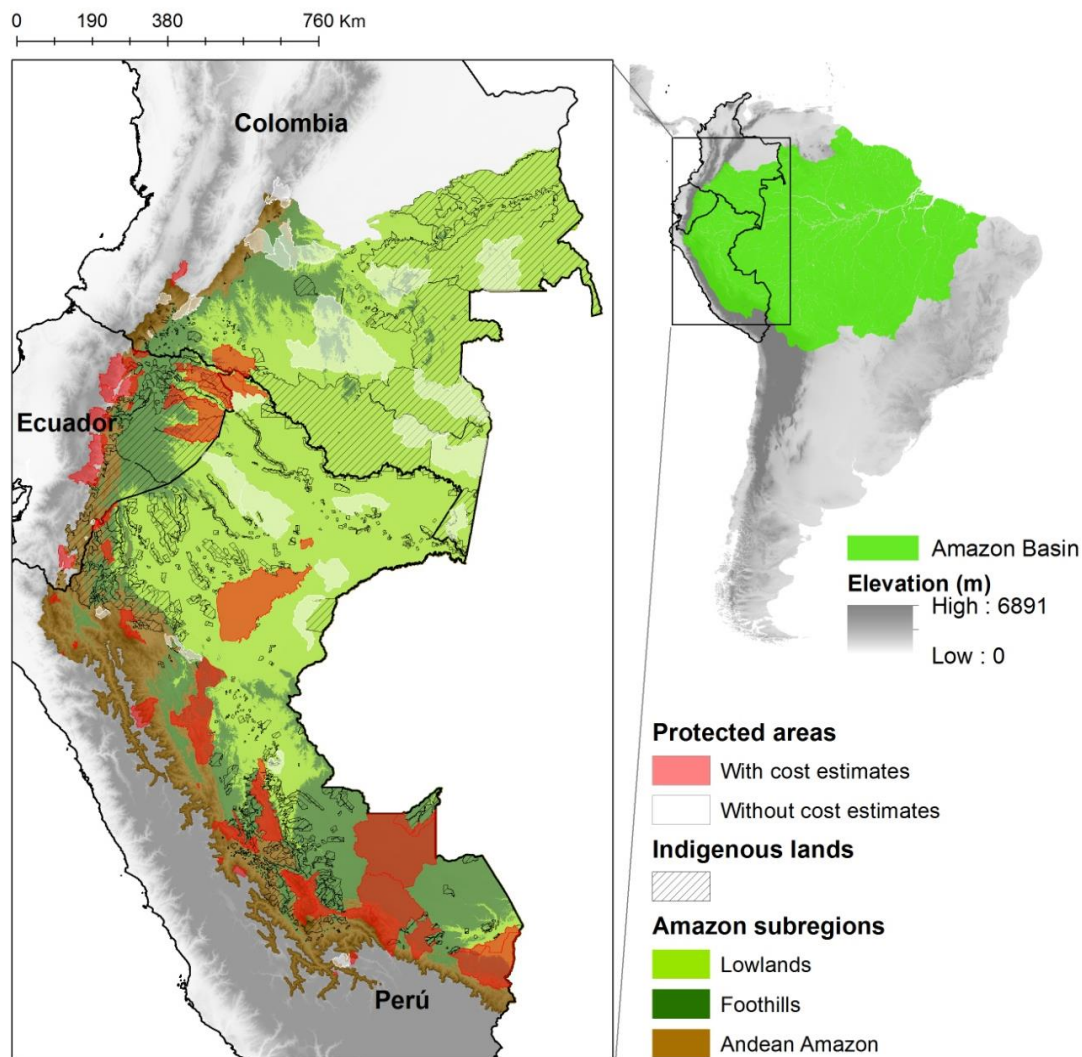 0 190 380 760 Km
Colombia
Ecuador
Perú
Amazon Basin
Elevation (m)
High : 6891
Low : 0
Protected areas
With cost estimates
Without cost estimates
Indigenous lands
Amazon subregions
Lowlands
Foothills
Andean Amazon